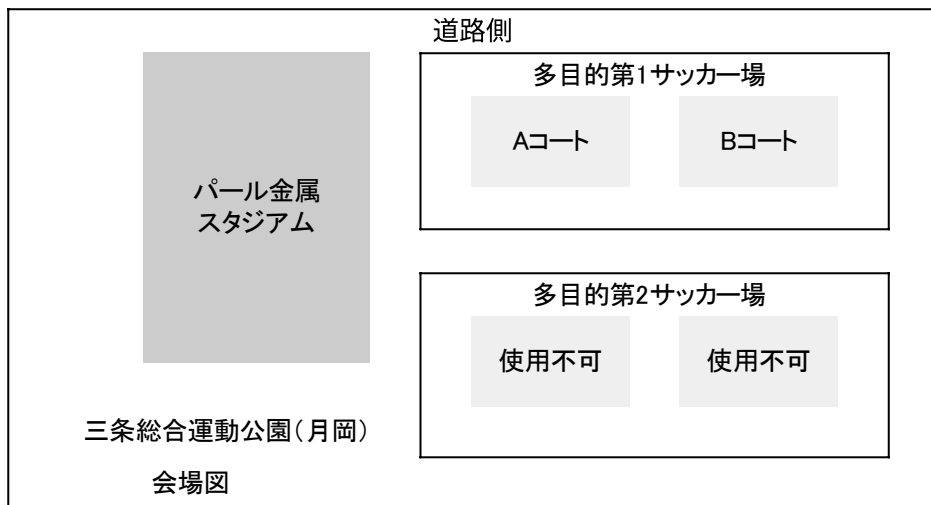 道路側
多目的第1サッカー場
Aコート
Bコート
パール金属
スタジアム
多目的第2サッカー場
使用不可
使用不可
三条総合運動公園(月岡)
会場図